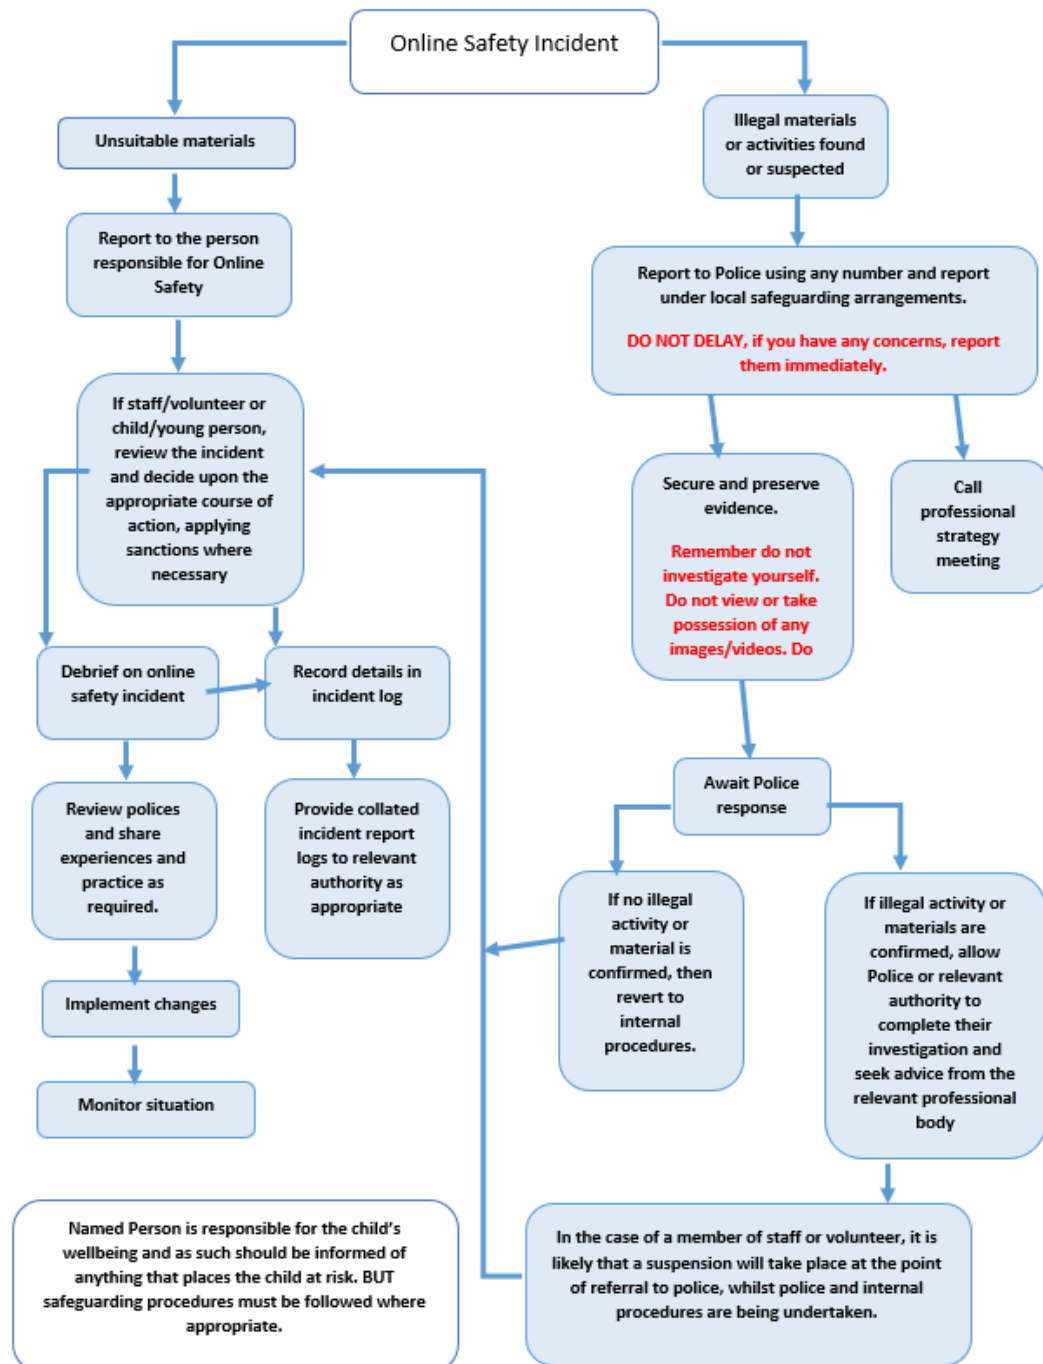 Online Safety Incident
Unsuitable materials
Illegal materials
or activities found
or suspected
Report to the person
responsible for Online
Safety
Report to Police using any number and report
under local safeguarding arrangements.
DO NOT DELAY, if you have any concerns, report
them immediately.
If staff/volunteer or
child/young person,
review the incident
and decide upon the
appropriate course of
action, applying
sanctions where
necessary
Secure and preserve
evidence.
Remember do not
investigate yourself.
Do not view or take
possession of any
images/videos. Do
Call
professional
strategy
meeting
Debrief on online
safety incident
Record details in
incident log
Await Police
response
Review polices
and share
experiences and
practice as
required.
Provide collated
incident report
logs to relevant
authority as
appropriate
If no illegal
activity or
material is
confirmed, then
revert to
internal
procedures.
If illegal activity or
materials are
confirmed, allow
Police or relevant
authority to
complete their
investigation and
seek advice from the
relevant professional
body
Implement changes
Monitor situation
Named Person is responsible for the child’s
wellbeing and as such should be informed of
anything that places the child at risk. BUT
safeguarding procedures must be followed where
appropriate.
In the case of a member of staff or volunteer, it is
likely that a suspension will take place at the point
of referral to police, whilst police and internal
procedures are being undertaken.